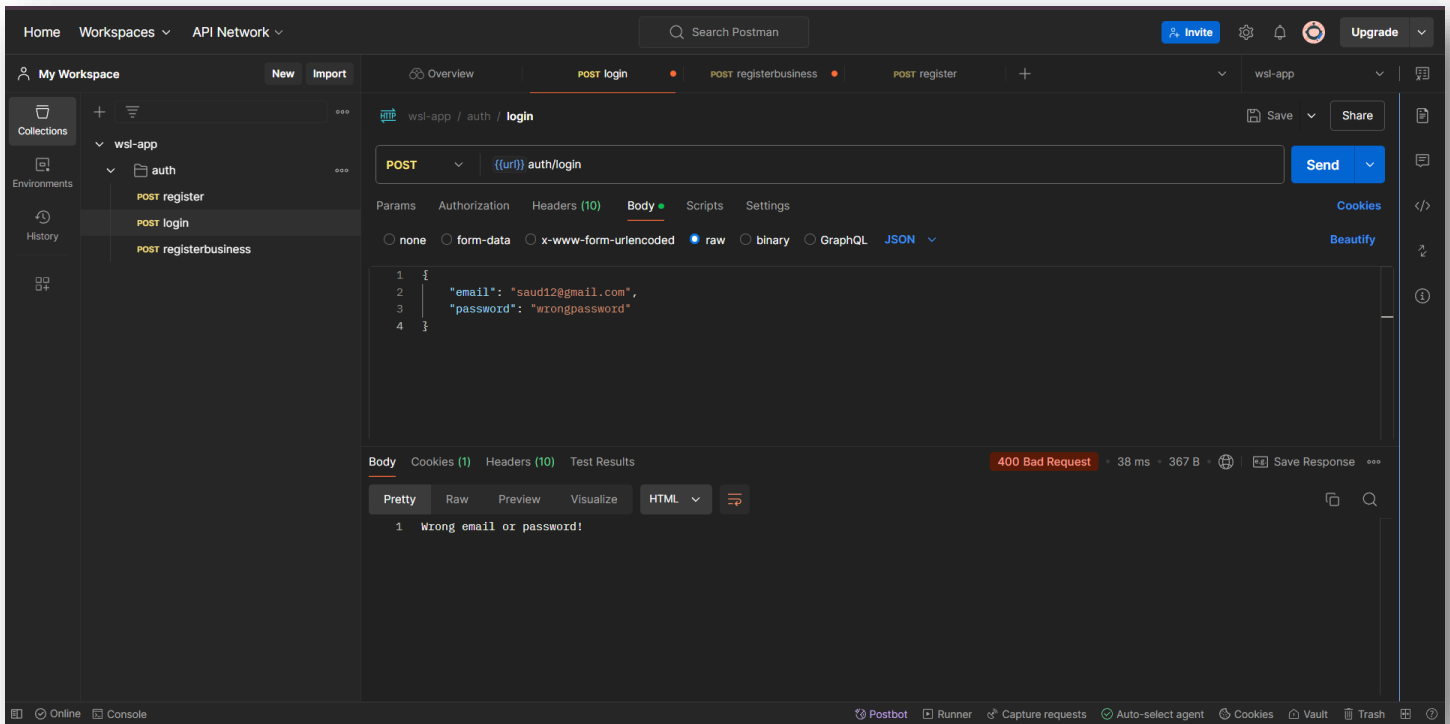 Home Workspaces API Network Search Postman Invite Upgrade
My Workspace New Import Overview POST login POST registerbusiness POST register wsl-app
Collections
Environments
History
wsl-app
auth
POST register
POST login
POST registerbusiness
HTTP wsl-app / auth / login Save Share
POST {{url}} auth/login Send
Params Authorization Headers (10) Body Scripts Settings Cookies
none form-data x-www-form-urlencoded raw binary GraphQL JSON Beautify
1 {
2 "email": "saud12@gmail.com",
3 "password": "wrongpassword"
4 }
Body Cookies (1) Headers (10) Test Results 400 Bad Request 38 ms 367 B e.g. Save Response
Pretty Raw Preview Visualize HTML
1 Wrong email or password!
Online Console Postbot Runner Capture requests Auto-select agent Cookies Vault Trash